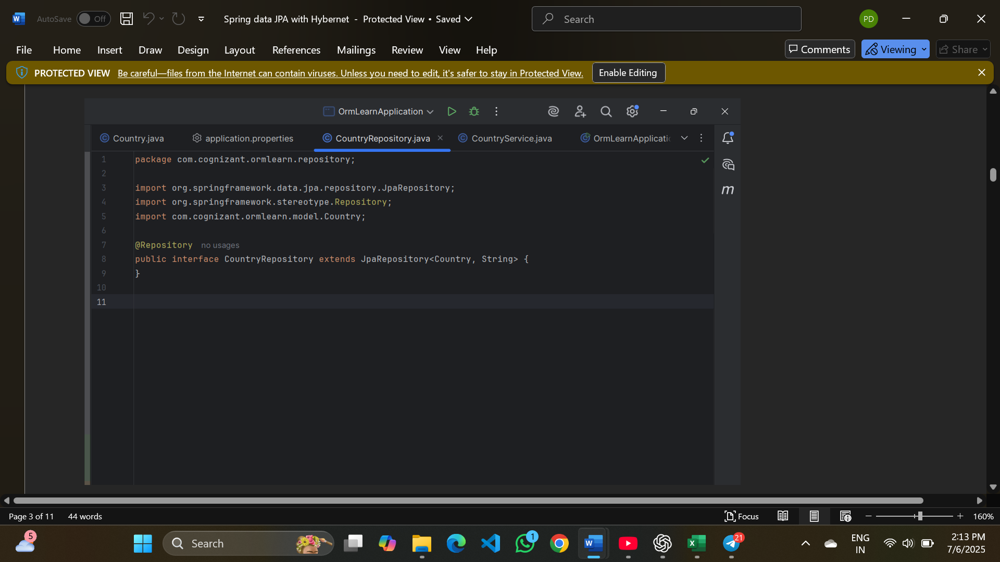 AutoSave Off Spring data JPA with Hybernet - Protected View • Saved Search PD
File Home Insert Draw Design Layout References Mailings Review View Help Comments Viewing Share
PROTECTED VIEW Be careful—files from the Internet can contain viruses. Unless you need to edit, it's safer to stay in Protected View. Enable Editing
OrmLearnApplication
Country.java application.properties CountryRepository.java CountryService.java OrmLearnApplicatic
1 package com.cognizant.ormlearn.repository;
2
3 import org.springframework.data.jpa.repository.JpaRepository;
4 import org.springframework.stereotype.Repository;
5 import com.cognizant.ormlearn.model.Country;
6
7 @Repository no usages
8 public interface CountryRepository extends JpaRepository<Country, String> {
9 }
10
11
m
Page 3 of 11 44 words Focus 160%
5 Search 1 21 ENG 2:13 PM
IN 7/6/2025